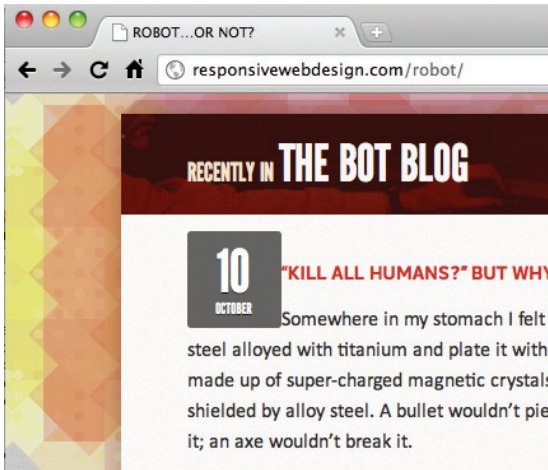 ROBOT...OR NOT?
responsivewebdesign.com/robot/
RECENTLY IN THE BOT BLOG
10
OCTOBER
“KILL ALL HUMANS?” BUT WHY
Somewhere in my stomach I felt
steel alloyed with titanium and plate it with
made up of super-charged magnetic crystals
shielded by alloy steel. A bullet wouldn’t pie
it; an axe wouldn’t break it.